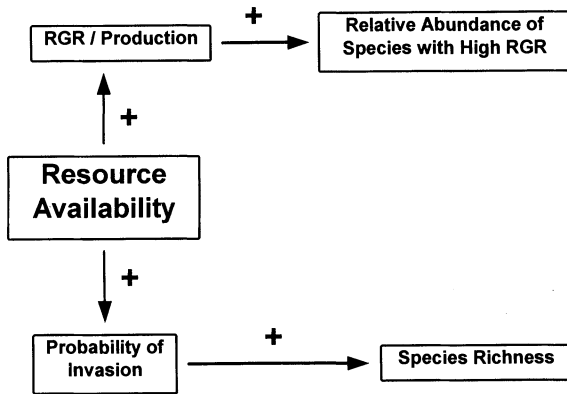 RGR / Production
+
Relative Abundance of
Species with High RGR
+
Resource
Availability
+
Probability of
Invasion
+
Species Richness